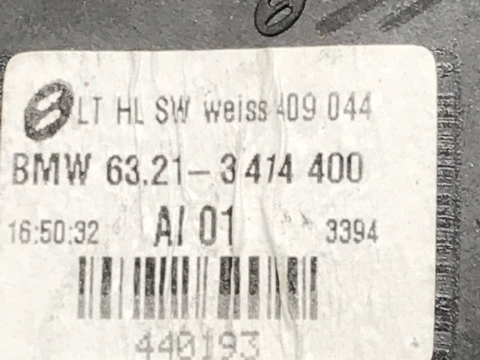 LT HL SW weiss 409 044
BMW 63.21-3 414 400
16:50:32 AI 01 3394
440193